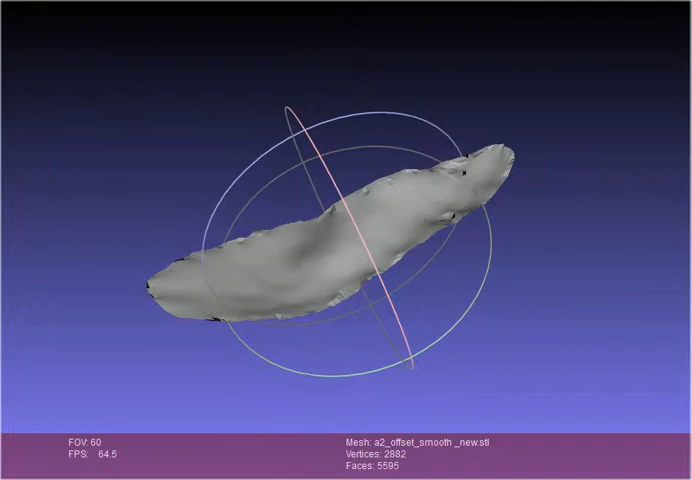 FOV: 60
FPS: 64.5
Mesh: a2_offset_smooth _new.stl
Vertices: 2882
Faces: 5595